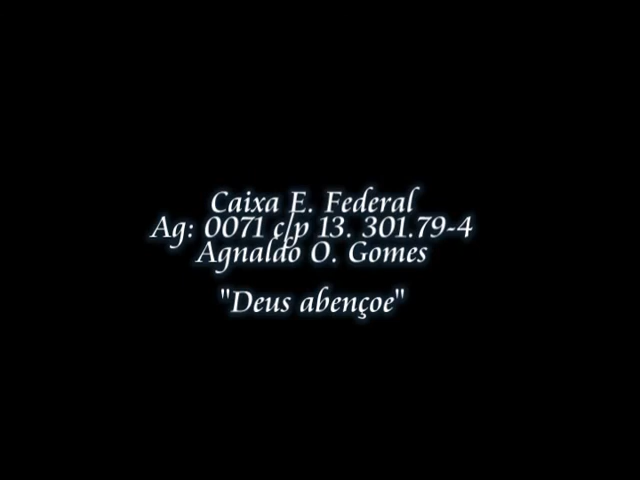 Caixa E. Federal
Ag: 0071 c/p 13. 301.79-4
Agnaldo O. Gomes
"Deus abençoe"